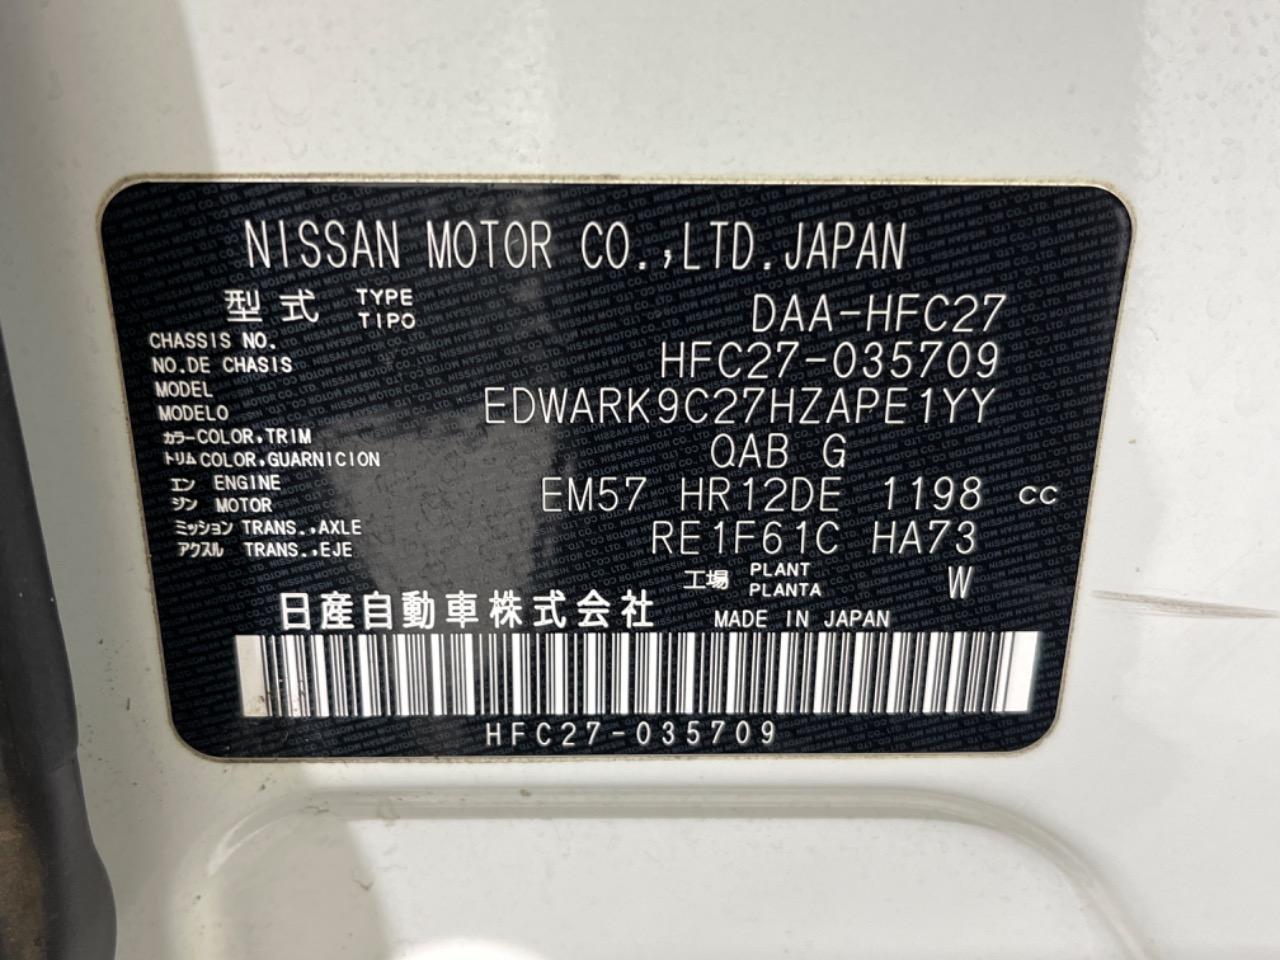 NISSAN MOTOR CO.,LTD.JAPAN
型式 TYPE TIPO DAA-HFC27
CHASSIS NO.
NO.DE CHASIS HFC27-035709
MODEL
MODELO EDWARK9C27HZAPE1YY
カラー COLOR,TRIM
トリム COLOR,GUARNICION QAB G
エン ENGINE
ジン MOTOR EM57 HR12DE 1198 cc
ミッション TRANS.,AXLE
アクスル TRANS.,EJE RE1F61C HA73
工場 PLANT PLANTA W
日産自動車株式会社 MADE IN JAPAN
HFC27-035709